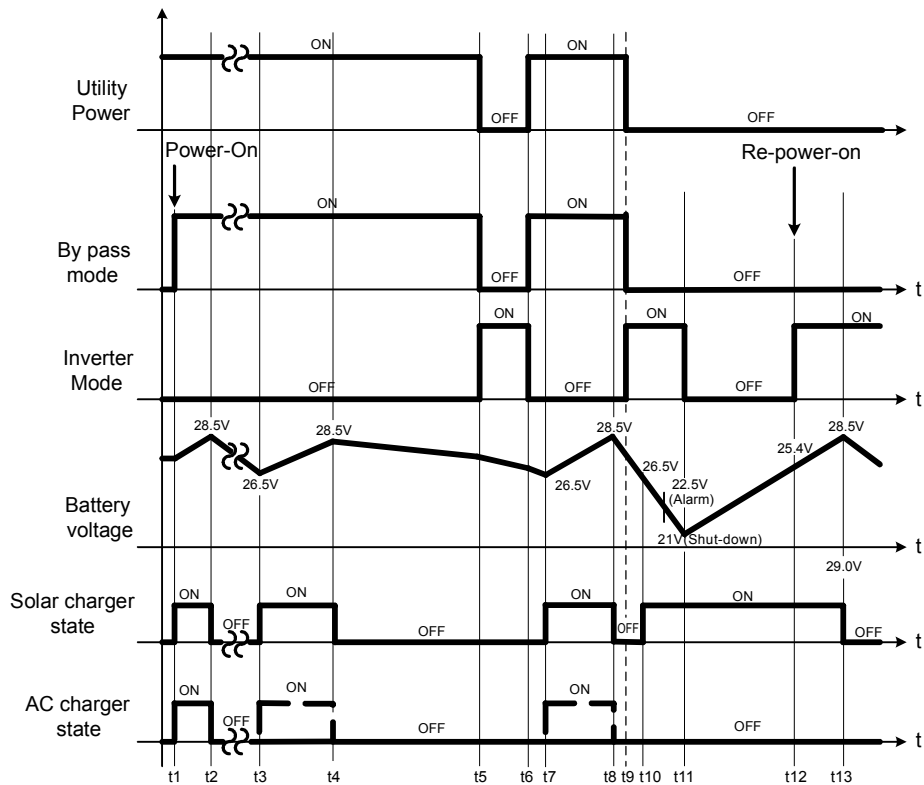 ON
ON
Utility
Power
OFF
OFF
Power-On
Re-power-on
ON
ON
By pass
mode
OFF
OFF
t
ON
ON
ON
Inverter
Mode
OFF
OFF
OFF
t
28.5V
28.5V
28.5V
28.5V
26.5V
26.5V
26.5V
25.4V
22.5V
(Alarm)
Battery
voltage
21V(Shut-down)
t
29.0V
Solar charger
state
ON
OFF
ON
OFF
ON
OFF
ON
OFF
t
AC charger
state
ON
OFF
ON
OFF
ON
OFF
t
t1 t2 t3 t4 t5 t6 t7 t8 t9 t10 t11 t12 t13